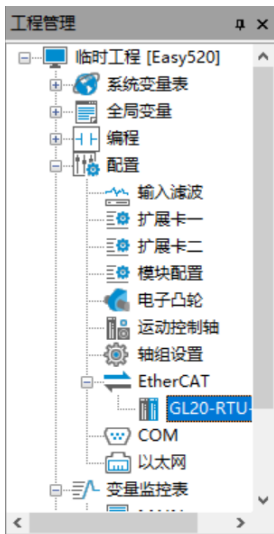 工程管理
临时工程 [Easy520]
系统变量表
全局变量
编程
配置
输入滤波
扩展卡一
扩展卡二
模块配置
电子凸轮
运动控制轴
轴组设置
EtherCAT
GL20-RTU-
COM
以太网
变量监控表